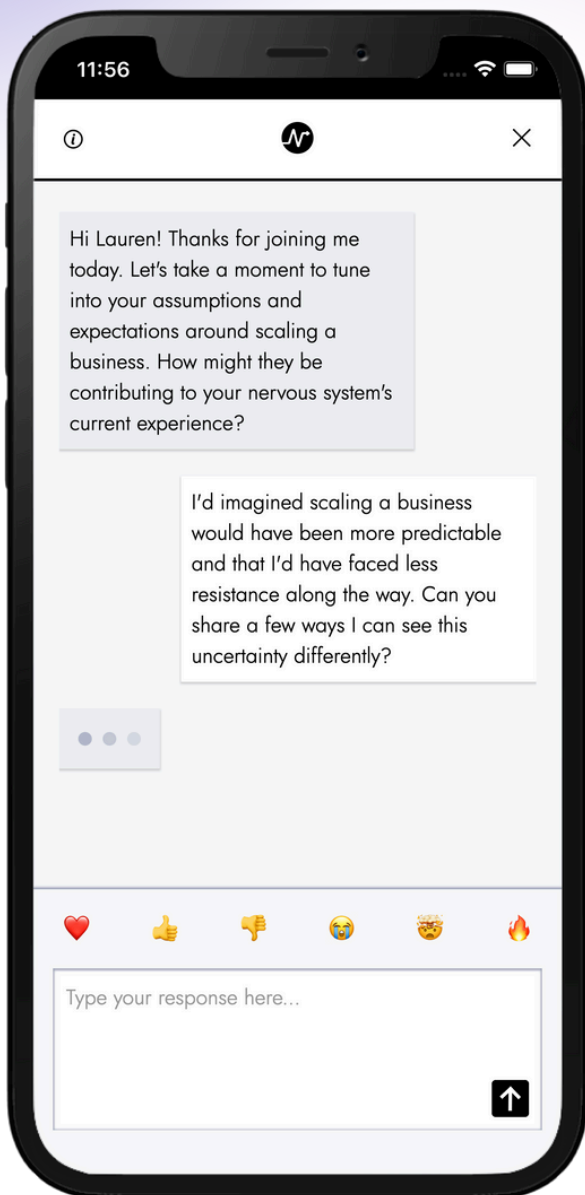 11:56
Hi Lauren! Thanks for joining me
today. Let's take a moment to tune
into your assumptions and
expectations around scaling a
business. How might they be
contributing to your nervous system's
current experience?
I'd imagined scaling a business
would have been more predictable
and that I'd have faced less
resistance along the way. Can you
share a few ways I can see this
uncertainty differently?
Type your response here...